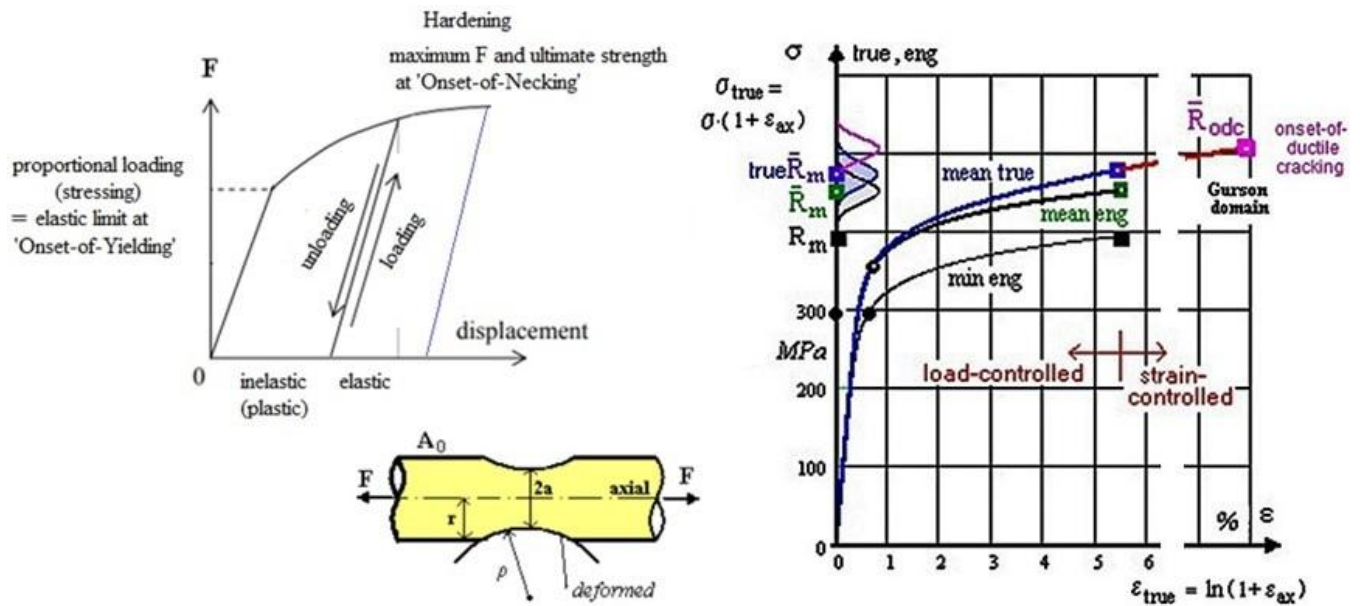 Hardening
maximum F and ultimate strength
at 'Onset-of-Necking'
F
proportional loading
(stressing)
= elastic limit at
'Onset-of-Yielding'
unloading
loading
displacement
0
inelastic
(plastic)
elastic
A0
F
F
2a
axial
r
ρ
deformed
σ
true, eng
σtrue =
σ·(1+εax)
trueR̄m
R̄m
Rm
300
MPa
200
100
0
mean true
mean eng
min eng
R̄odc
onset-of-
ductile
cracking
Gurson
domain
load-controlled
strain-
controlled
0 1 2 3 4 5 6
% ε
εtrue = ln(1+εax)